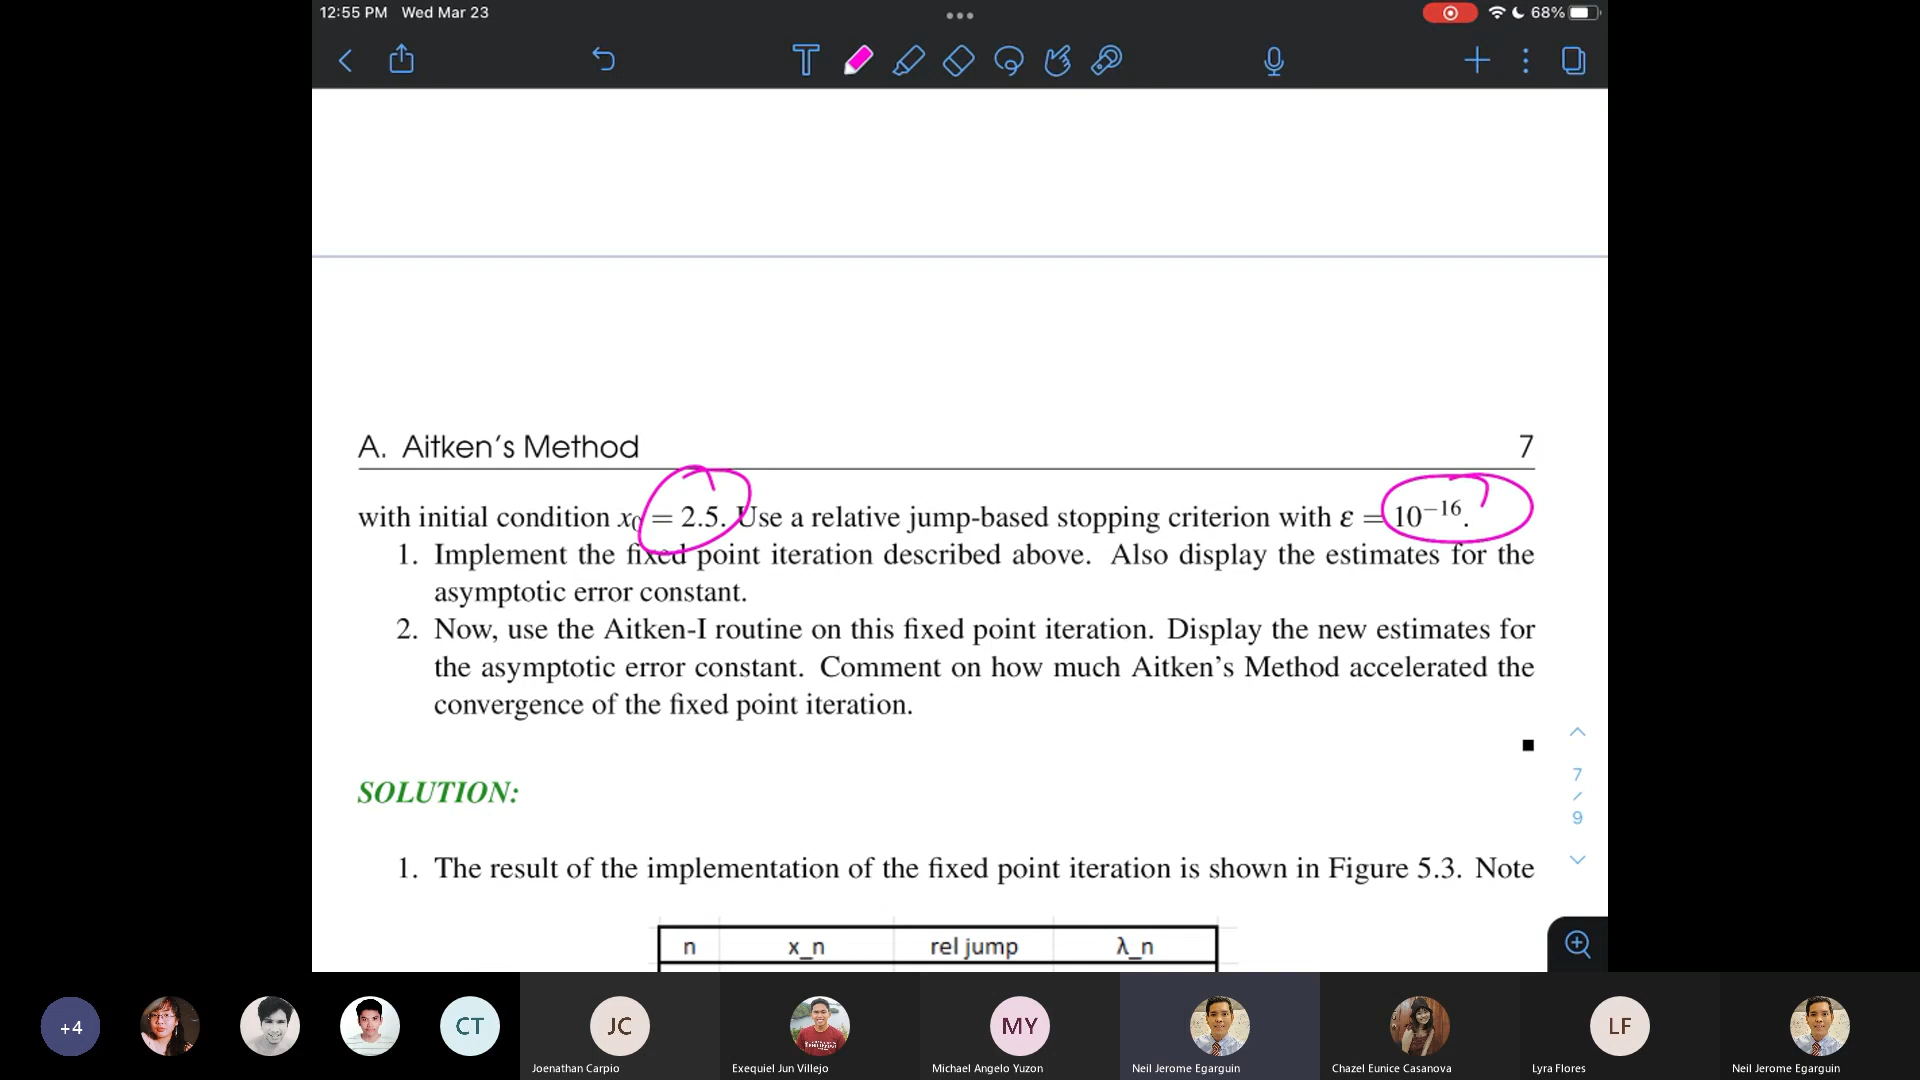 12:55 PM Wed Mar 23
68%
A. Aitken's Method 7
with initial condition x₀ = 2.5. Use a relative jump-based stopping criterion with ε = 10⁻¹⁶.
1. Implement the fixed point iteration described above. Also display the estimates for the
asymptotic error constant.
2. Now, use the Aitken-I routine on this fixed point iteration. Display the new estimates for
the asymptotic error constant. Comment on how much Aitken's Method accelerated the
convergence of the fixed point iteration.
7
/
9
SOLUTION:
1. The result of the implementation of the fixed point iteration is shown in Figure 5.3. Note
n x_n rel jump λ_n
+4 CT JC MY LF
Joenathan Carpio Exequiel Jun Villejo Michael Angelo Yuzon Neil Jerome Egarguin Chazel Eunice Casanova Lyra Flores Neil Jerome Egarguin